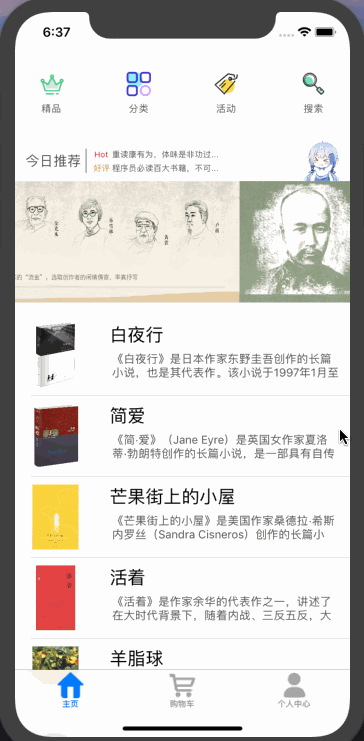 6:37
精品
分类
活动
搜索
今日推荐
Hot 重读康有为，体味是非功过...
好评 程序员必读百大书籍，不可...
白夜行
《白夜行》是日本作家东野圭吾创作的长篇
小说，也是其代表作。该小说于1997年1月至
简爱
《简·爱》（Jane Eyre）是英国女作家夏洛
蒂·勃朗特创作的长篇小说，是一部具有自传
芒果街上的小屋
《芒果街上的小屋》是美国作家桑德拉·希斯
内罗丝（Sandra Cisneros）创作的长篇小
活着
《活着》是作家余华的代表作之一，讲述了
在大时代背景下，随着内战、三反五反，大
羊脂球
主页
购物车
个人中心